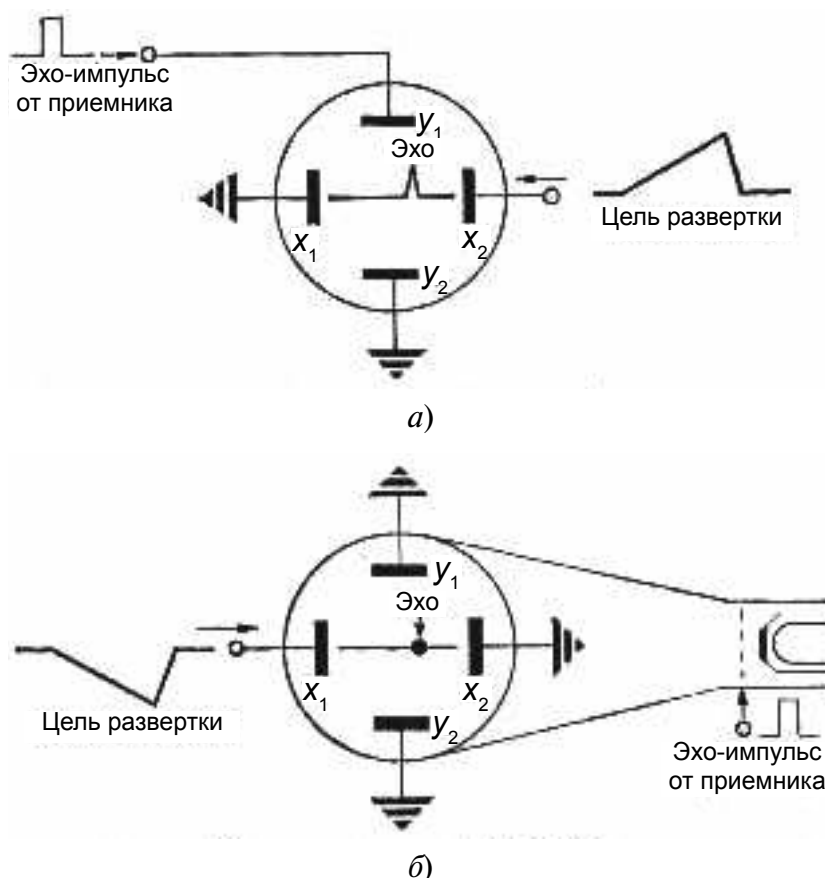 Эхо-импульс
от приемника
y1
Эхо
x1
x2
Цель развертки
y2
а)
y1
Эхо
x1
x2
Цель развертки
y2
Эхо-импульс
от приемника
б)